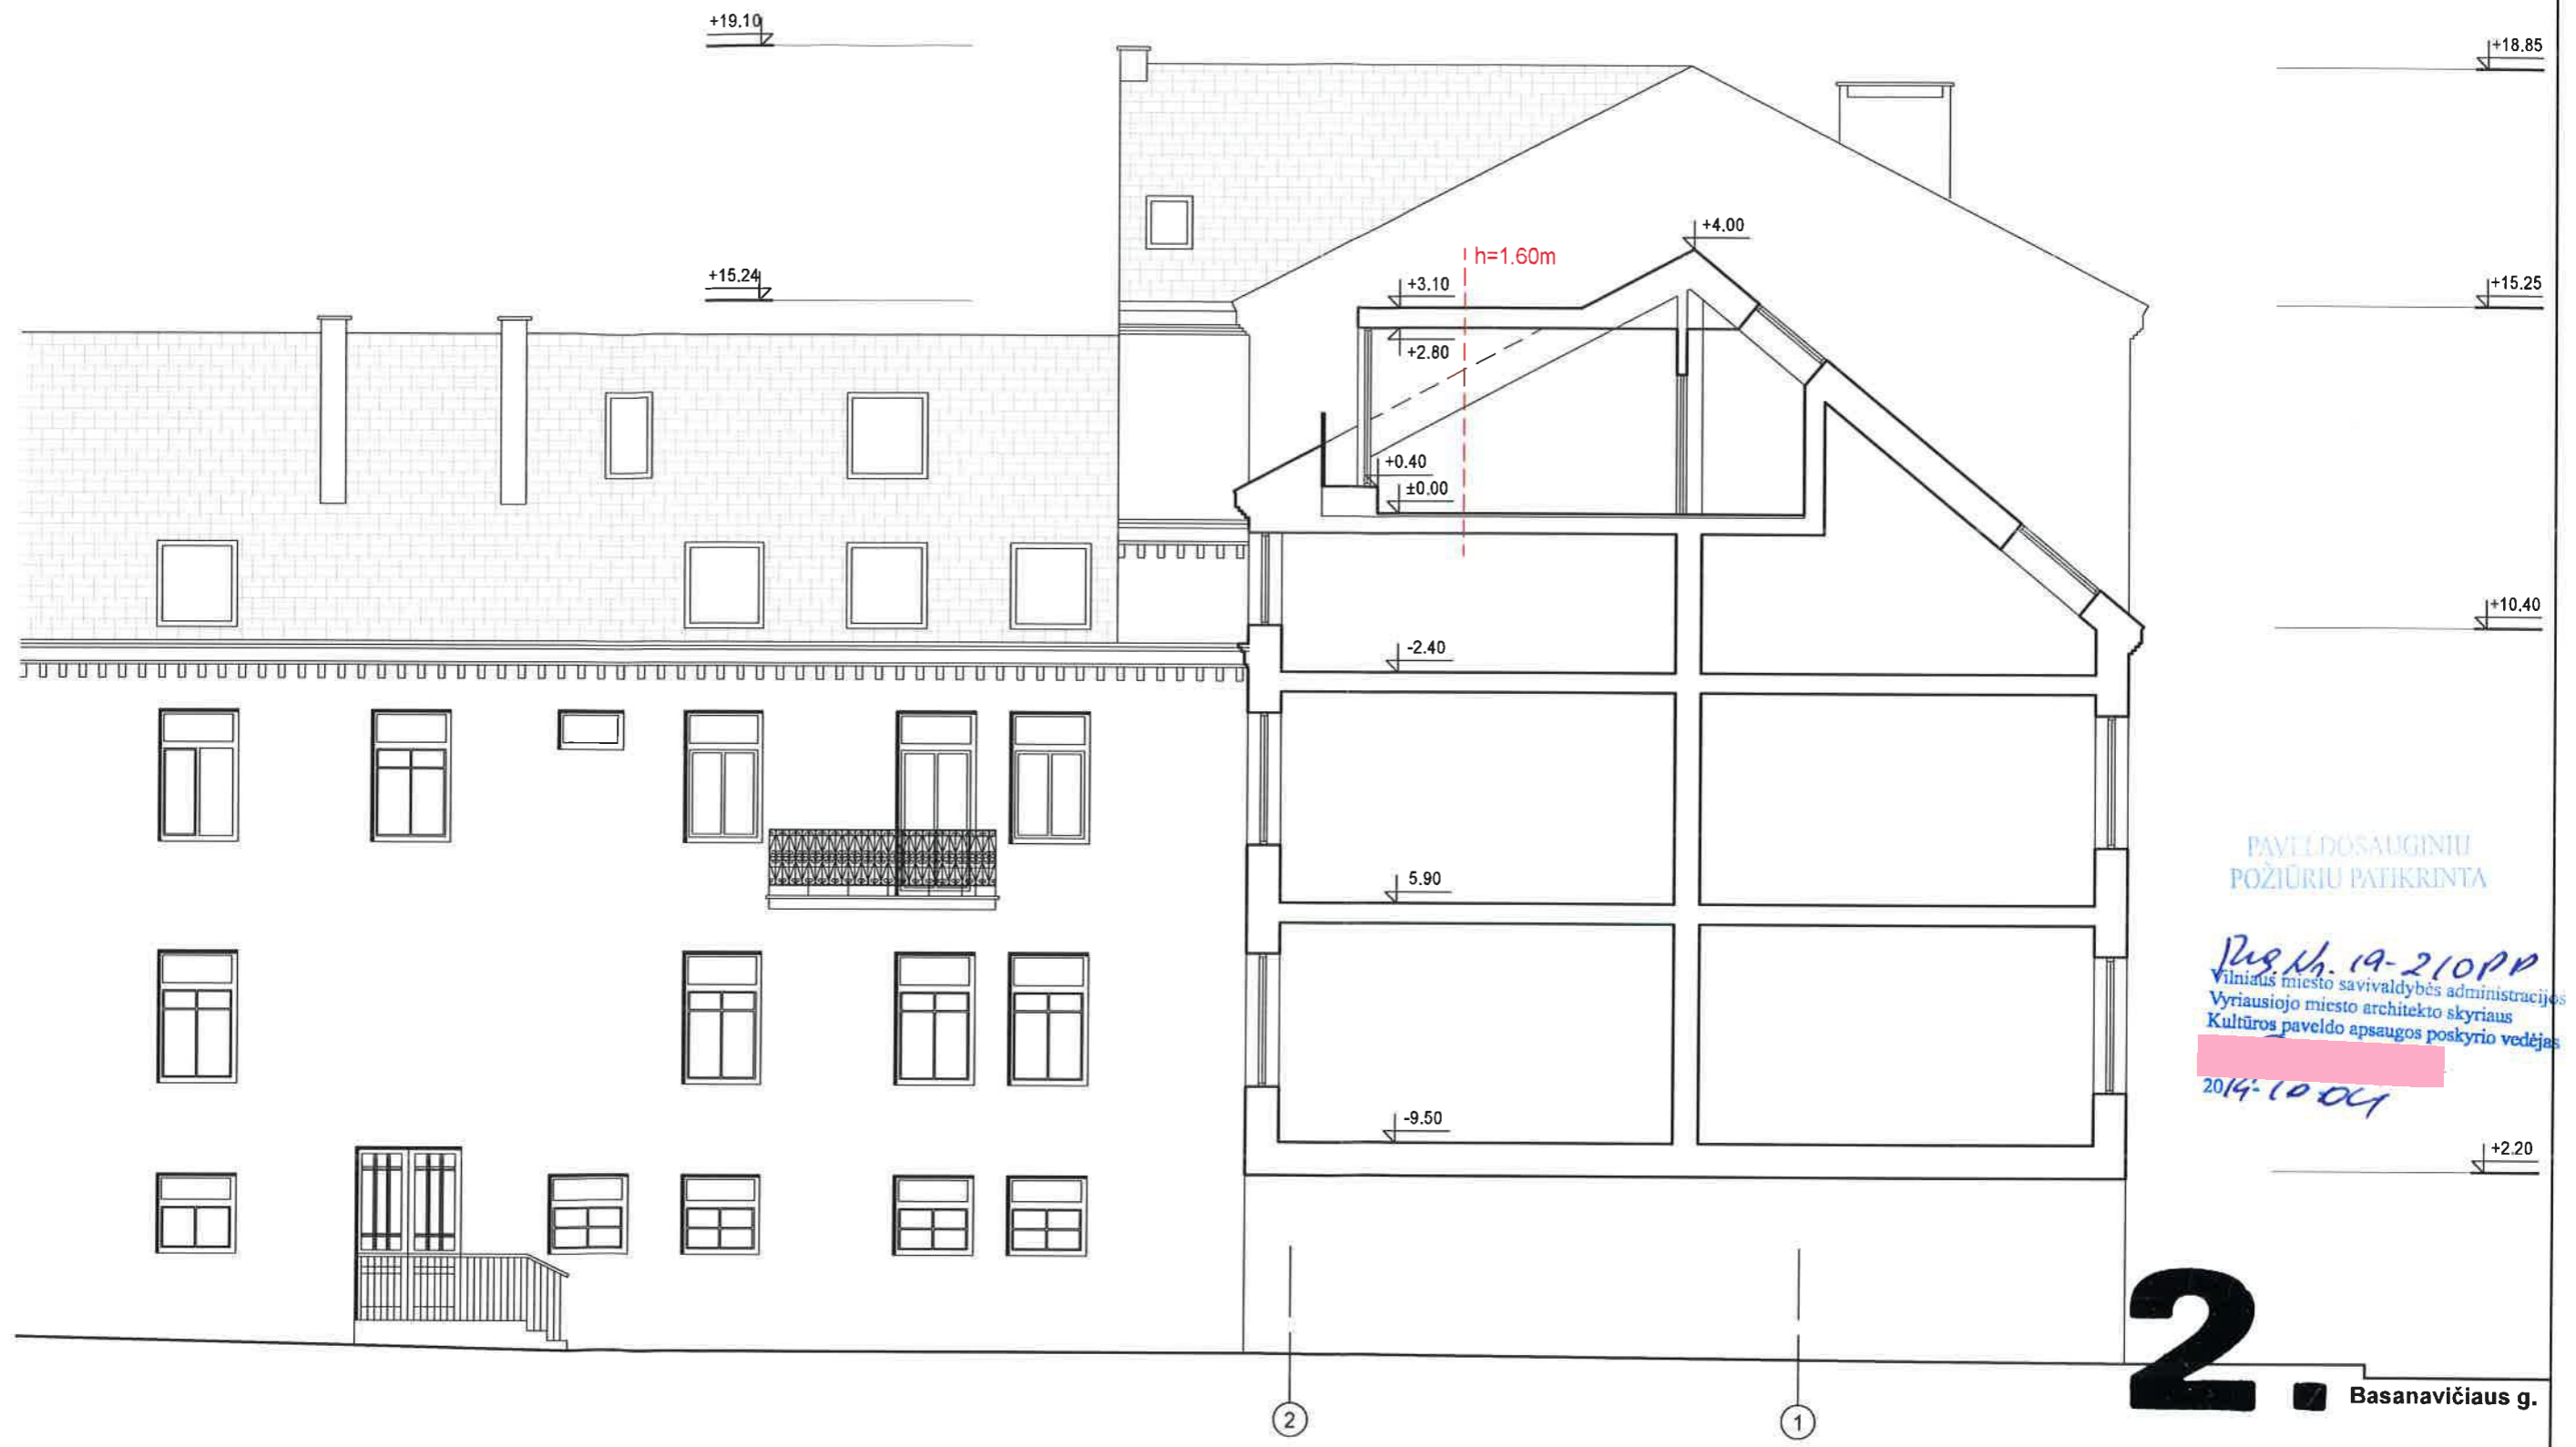 +19.10
+18.85
+4.00
h=1.60m
+15.24
+3.10
+15.25
+2.80
+0.40
±0.00
+10.40
-2.40
5.90
-9.50
PAVELDOSAUGINIU
POŽIŪRIU PATIKRINTA
Nr. 19-210PP
Vilniaus miesto savivaldybės administracijos
Vyriausiojo miesto architekto skyriaus
Kultūros paveldo apsaugos poskyrio vedėjas
2014-10-04
+2.20
2.
Basanavičiaus g.
2
1